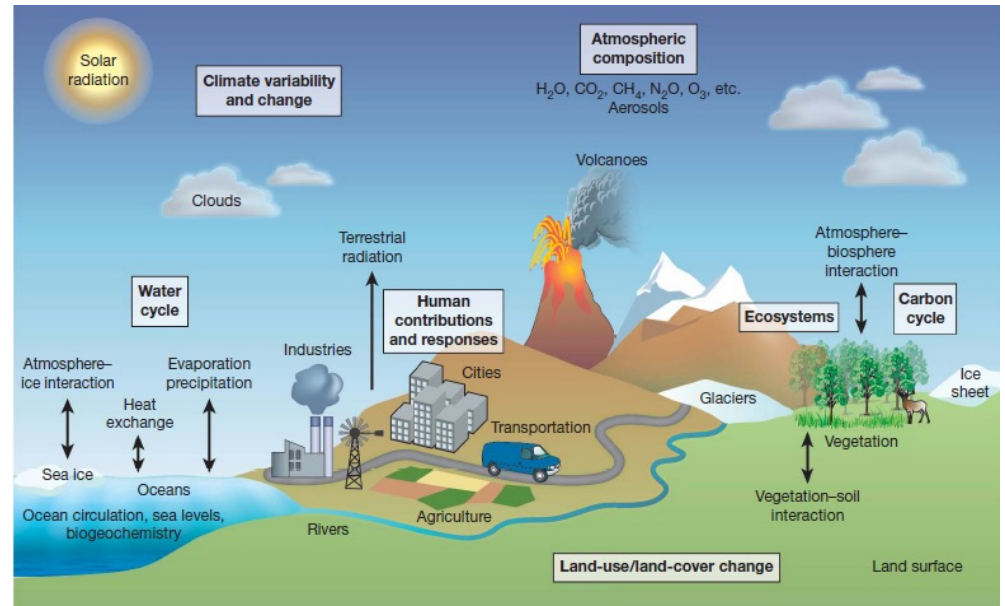 Solar
radiation
Climate variability
and change
Atmospheric
composition
H₂O, CO₂, CH₄, N₂O, O₃, etc.
Aerosols
Clouds
Volcanoes
Terrestrial
radiation
Atmosphere–
biosphere
interaction
Water
cycle
Human
contributions
and responses
Ecosystems
Carbon
cycle
Atmosphere–
ice interaction
Evaporation
precipitation
Heat
exchange
Industries
Cities
Transportation
Glaciers
Ice
sheet
Vegetation
Sea ice
Oceans
Ocean circulation, sea levels,
biogeochemistry
Rivers
Agriculture
Vegetation–soil
interaction
Land-use/land-cover change
Land surface